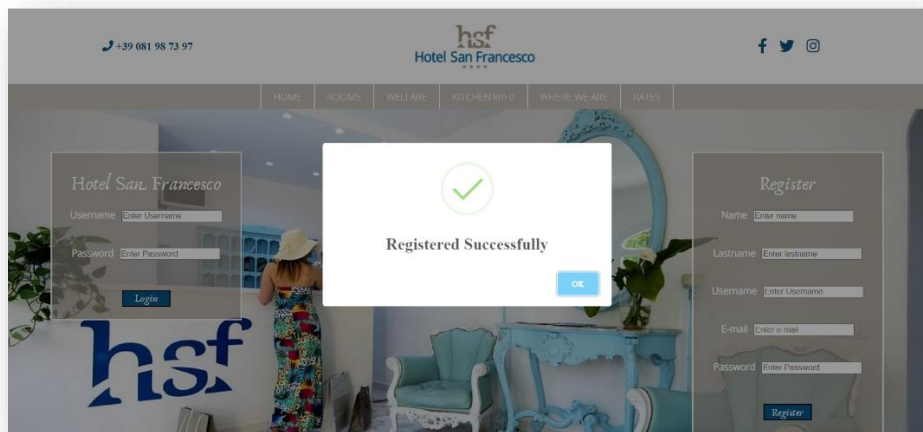 +39 081 98 73 97
hsf
Hotel San Francesco
HOME ROOMS WELFARE KITCHEN km 0 WHERE WE ARE RATES
Hotel San Francesco
Username Enter Username
Password Enter Password
Login
Registered Successfully
OK
Register
Name Enter name
Lastname Enter lastname
Username Enter Username
E-mail Enter e-mail
Password Enter Password
Register
hsf